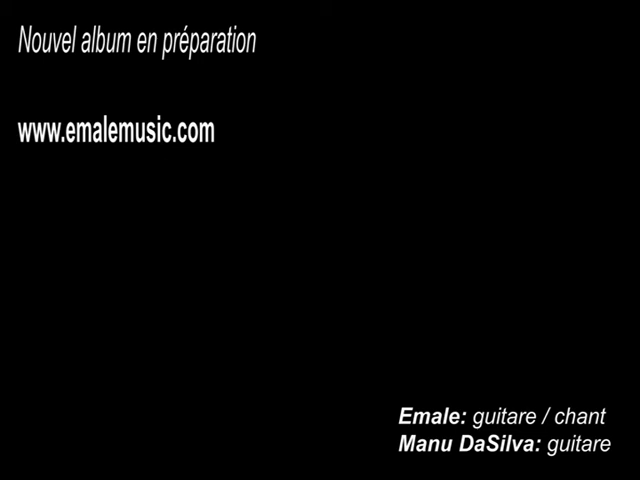 Nouvel album en préparation
www.emalemusic.com
Emale: guitare / chant
Manu DaSilva: guitare